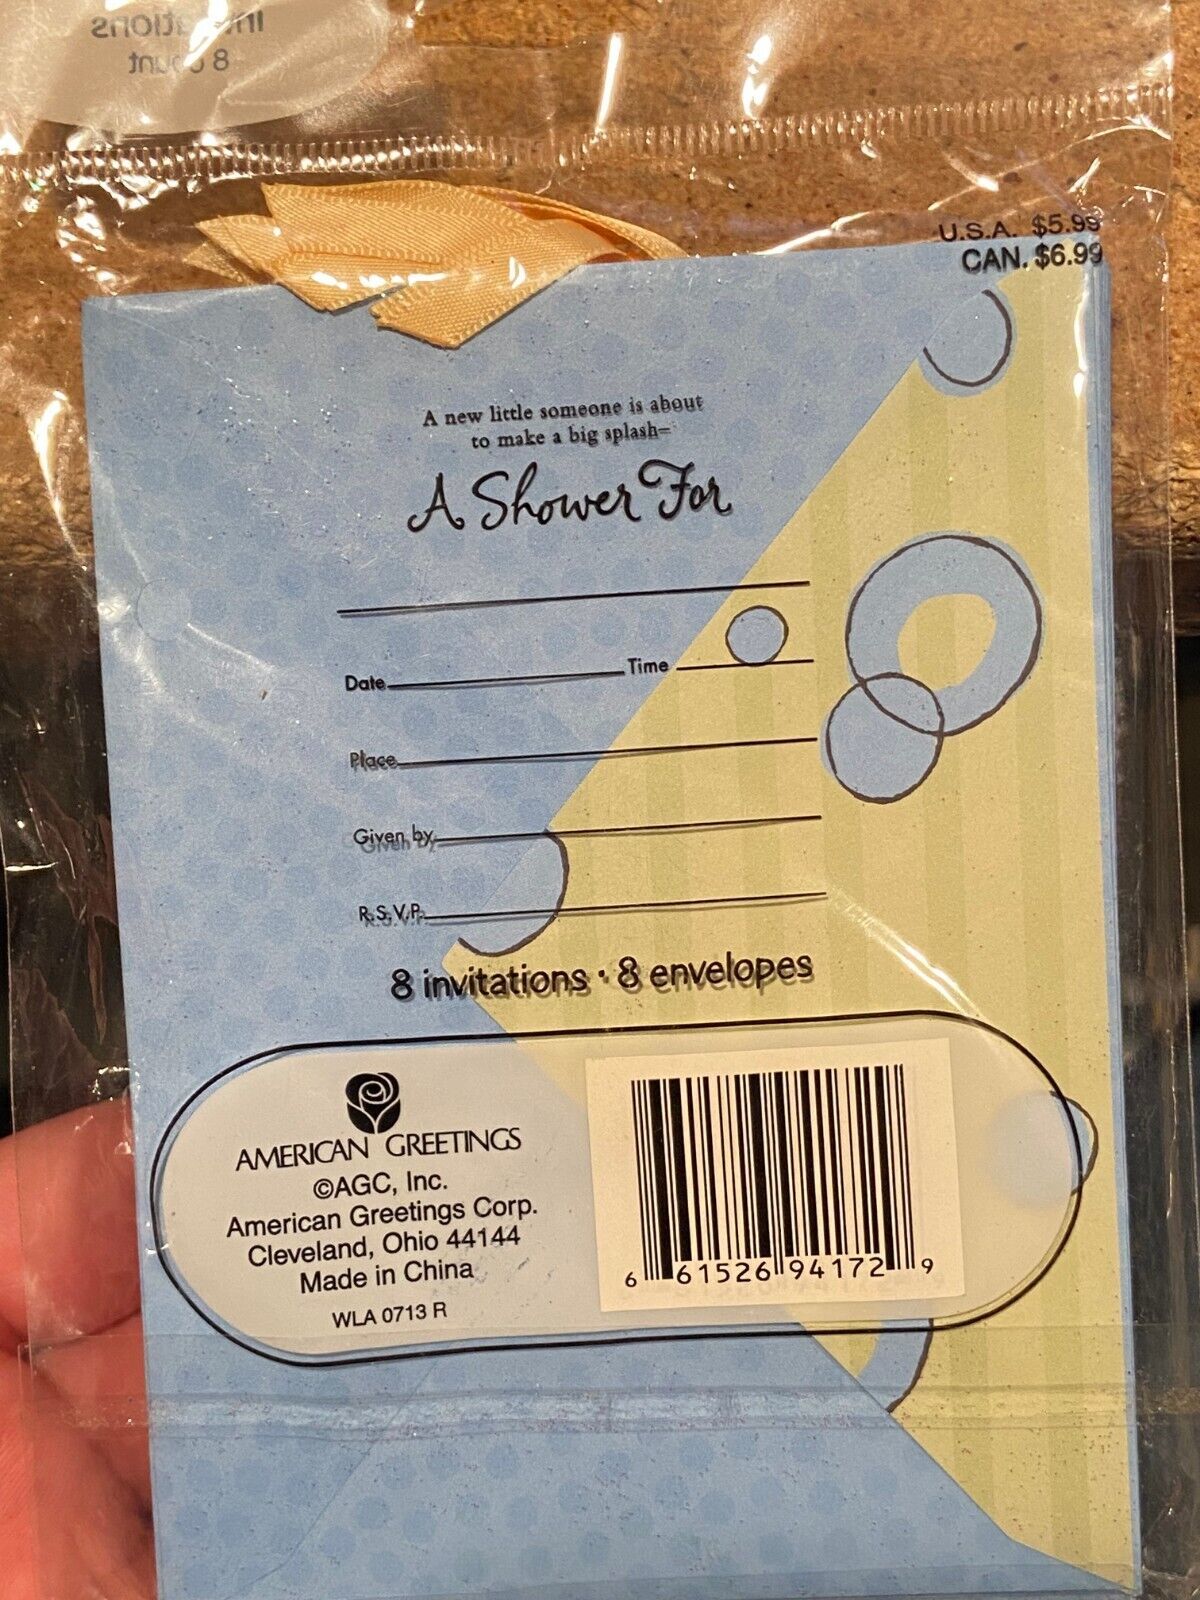 8 count
U.S.A. $5.99
CAN. $6.99
A new little someone is about
to make a big splash–
A Shower For
Date Time
Place
Given by
R.S.V.P.
8 invitations · 8 envelopes
AMERICAN GREETINGS
©AGC, Inc.
American Greetings Corp.
Cleveland, Ohio 44144
Made in China
WLA 0713 R
6 61526 94172 9